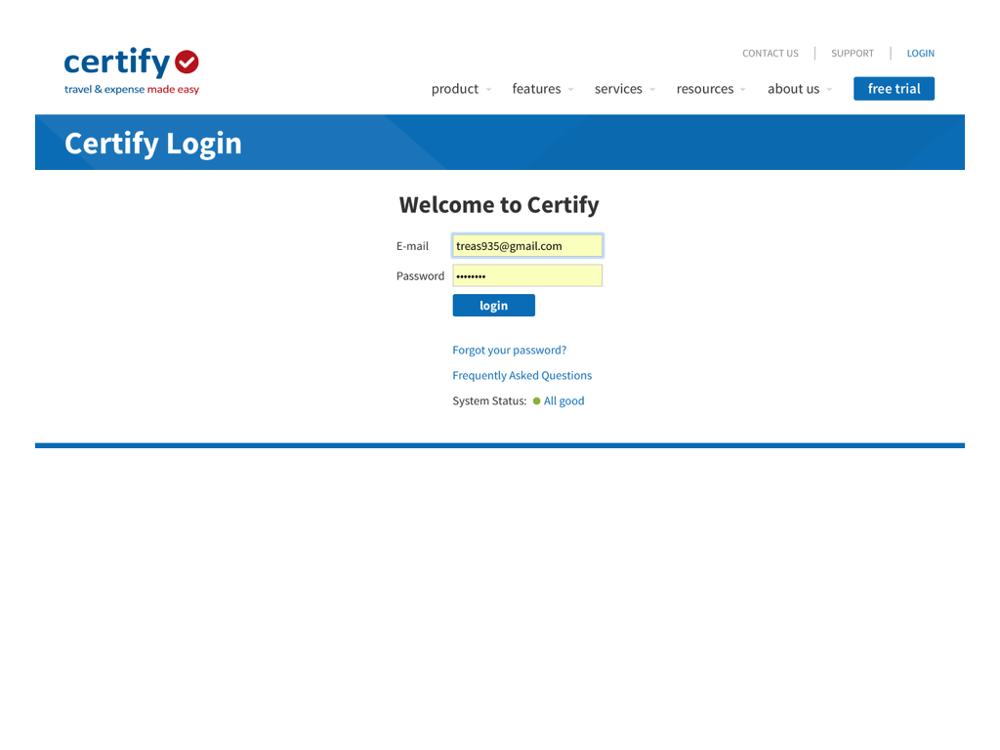 certify
travel & expense made easy
CONTACT US | SUPPORT | LOGIN
product features services resources about us free trial
Certify Login
Welcome to Certify
E-mail treas935@gmail.com
Password ••••••••
login
Forgot your password?
Frequently Asked Questions
System Status: All good